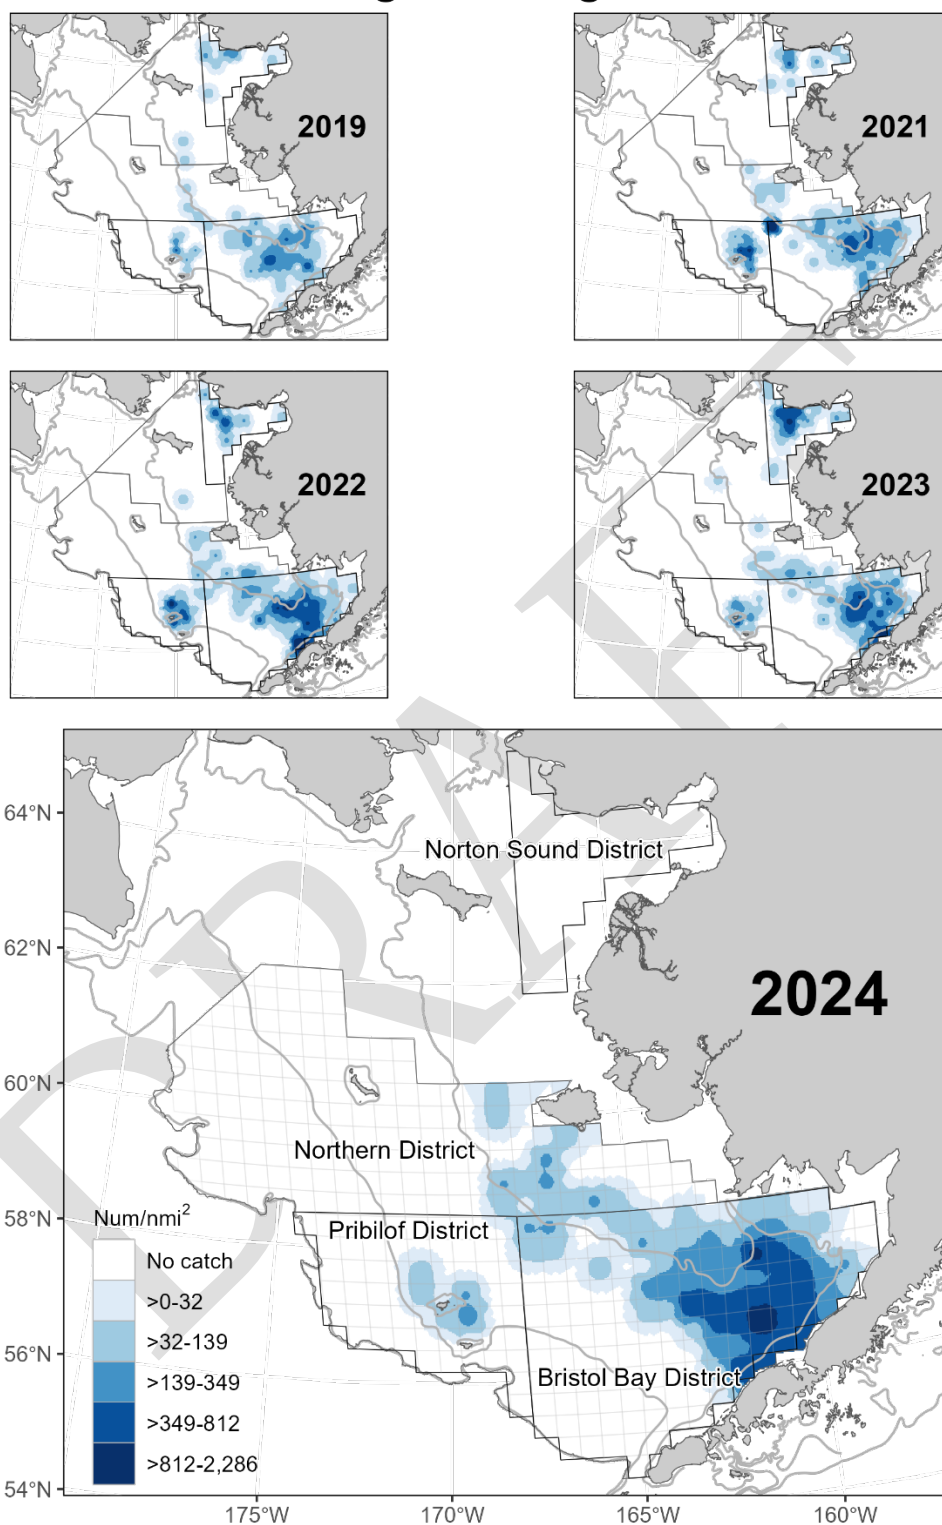 2019
2021
2022
2023
DRAFT
2024
Norton Sound District
Northern District
Pribilof District
Bristol Bay District
Num/nmi²
No catch
>0-32
>32-139
>139-349
>349-812
>812-2,286
64°N
62°N
60°N
58°N
56°N
54°N
175°W
170°W
165°W
160°W